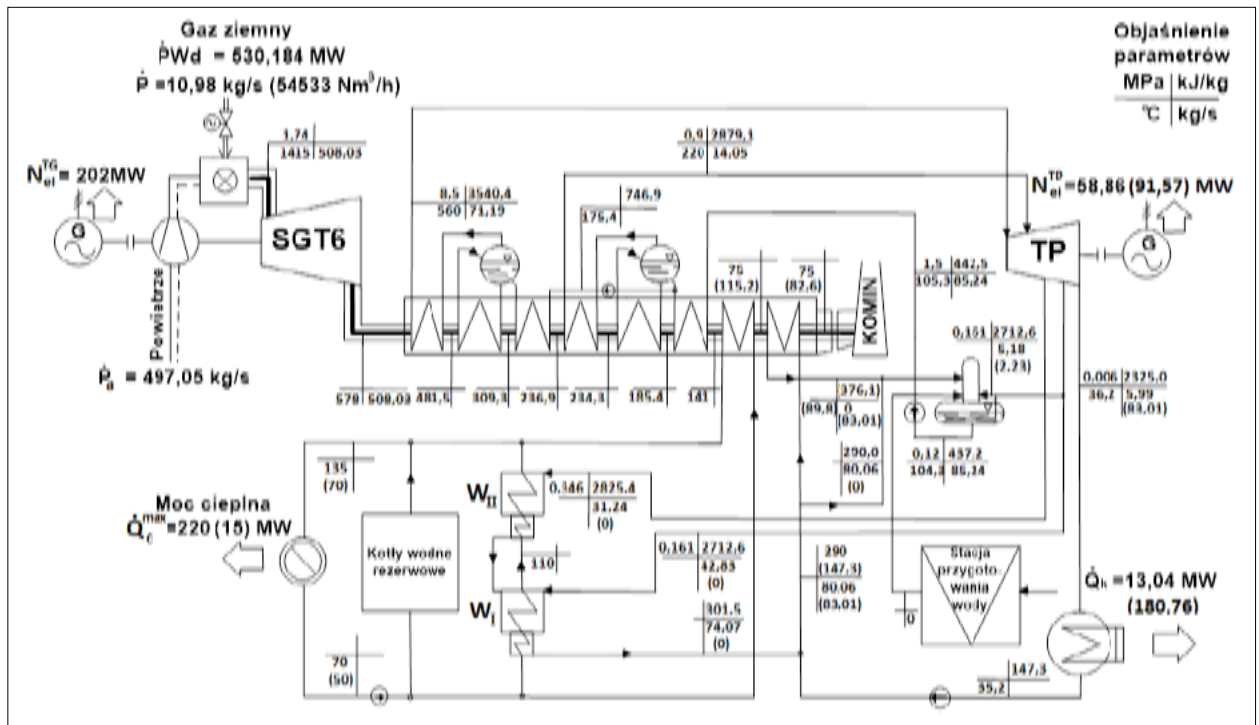 Gaz ziemny
ṖWd = 530,184 MW
Ṗ =10,98 kg/s (54533 Nm³/h)
Objaśnienie
parametrów
MPa kJ/kg
°C kg/s
1,74
1415 508,03
0,9 2879,1
220 14,05
N el TG = 202MW
N el TP =58,86 (91,57) MW
8,5 3540,4
560 71,19
746,9
175,4
G
SGT6
TP
G
Powietrze
75
(115,2)
75
(82,6)
KOMIN
1,5 442,5
105,3 85,24
0,151 2712,6
5,18
(2,23)
Ṗa = 497,05 kg/s
578 508,03
481,5
309,3
236,9
234,3
185,4
141
(376,1)
(89,8) 0
(83,01)
0,006 2325,0
36,2 5,99
(83,01)
290,0
80,06
(0)
0,12 437,2
104,3 85,24
135
(70)
W II
0,346 2825,4
31,24
(0)
Moc cieplna
Q̇ c max =220 (15) MW
Kotły wodne
rezerwowe
110
0,161 2712,6
42,83
(0)
290
(147,3)
80,06
(83,01)
Stacja
przygoto-
wania
wody
0
Q̇k =13,04 MW
(180,76)
W I
301,5
74,07
(0)
70
(50)
147,3
35,2